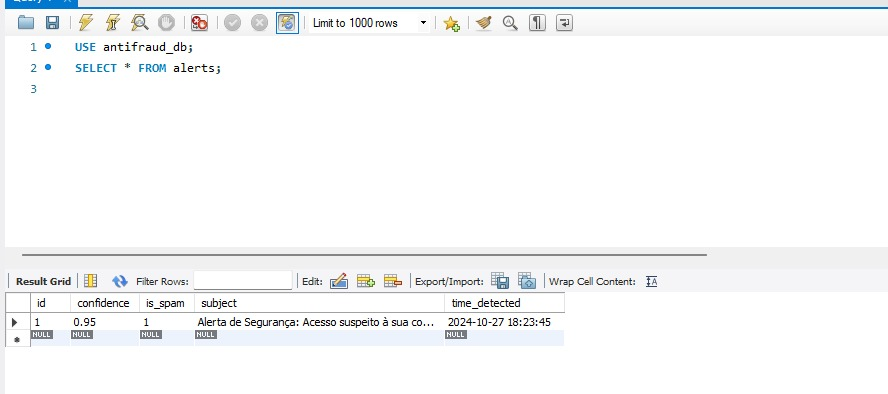 Limit to 1000 rows
1 USE antifraud_db;
2 SELECT * FROM alerts;
3
Result Grid Filter Rows: Edit: Export/Import: Wrap Cell Content:
id confidence is_spam subject time_detected
1 0.95 1 Alerta de Segurança: Acesso suspeito à sua co... 2024-10-27 18:23:45
NULL NULL NULL NULL NULL